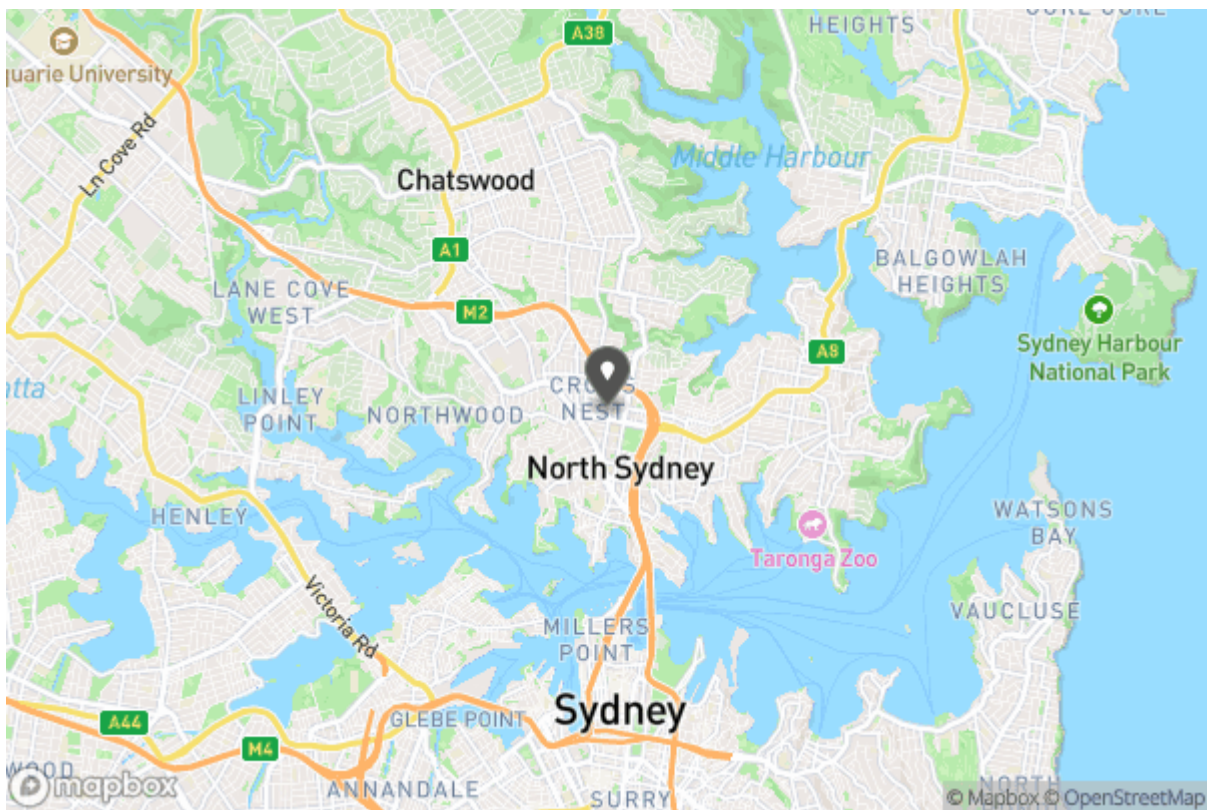 HEIGHTS
A38
quarie University
Ln Cove Rd
Middle Harbour
Chatswood
A1
BALGOWLAH
HEIGHTS
LANE COVE
WEST
M2
Sydney Harbour
National Park
A8
NEST
LINLEY
POINT
NORTHWOOD
North Sydney
WATSONS
BAY
HENLEY
Taronga Zoo
Victoria Rd
VAUCLUSE
MILLERS
POINT
Sydney
GLEBE POINT
A44
M4
WOOD
mapbox
ANNANDALE
SURRY
NORTH
© Mapbox © OpenStreetMap